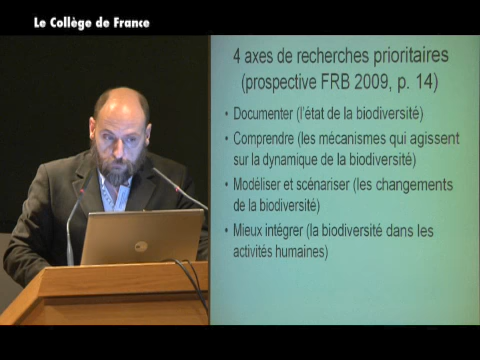 Le Collège de France
4 axes de recherches prioritaires
(prospective FRB 2009, p. 14)
• Documenter (l'état de la biodiversité)
• Comprendre (les mécanismes qui agissent
sur la dynamique de la biodiversité)
• Modéliser et scénariser (les changements
de la biodiversité)
• Mieux intégrer (la biodiversité dans les
activités humaines)